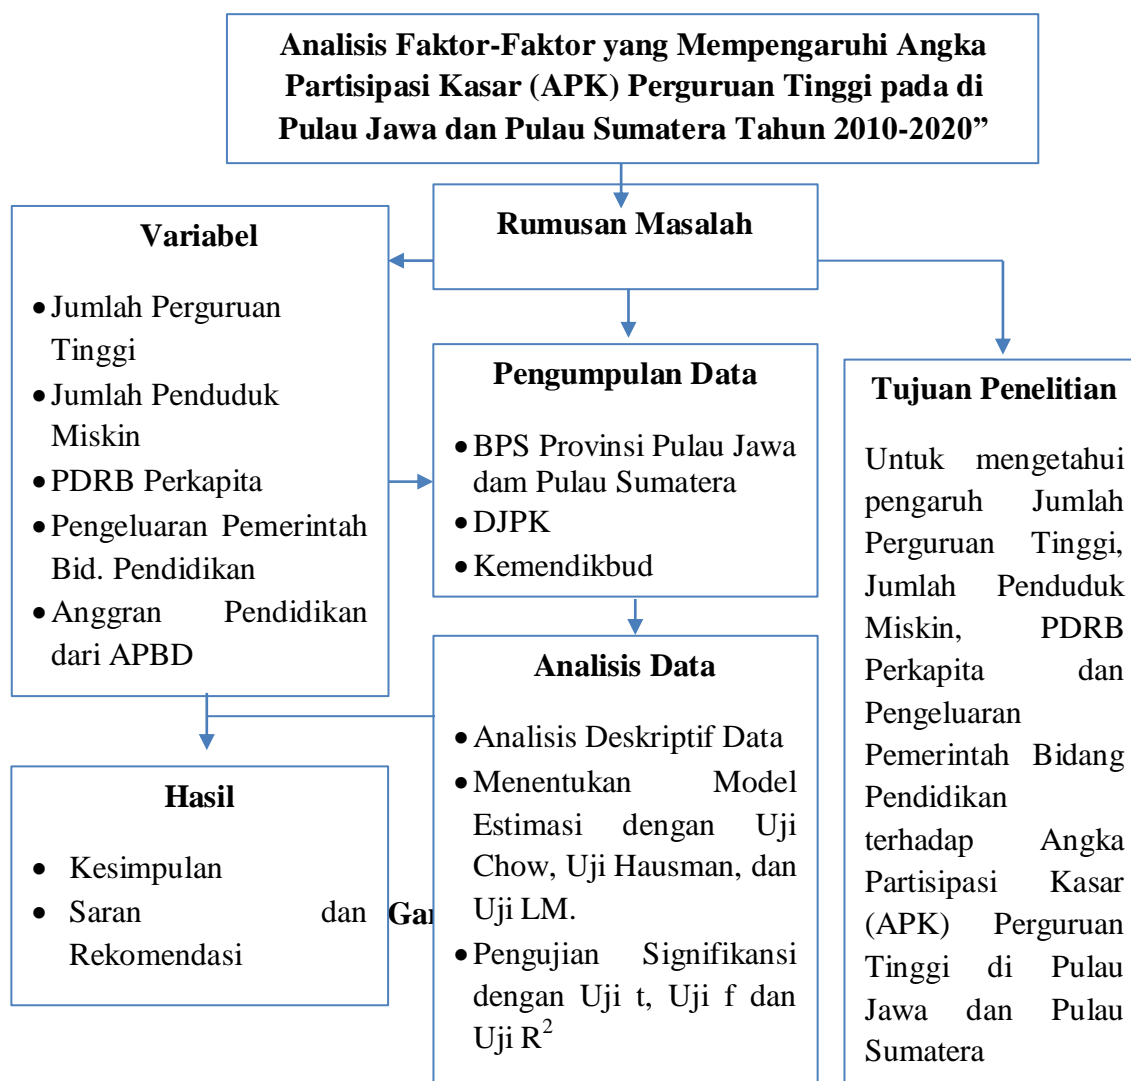 Analisis Faktor-Faktor yang Mempengaruhi Angka
Partisipasi Kasar (APK) Perguruan Tinggi pada di
Pulau Jawa dan Pulau Sumatera Tahun 2010-2020”
Rumusan Masalah
Variabel
• Jumlah Perguruan
Tinggi
• Jumlah Penduduk
Miskin
• PDRB Perkapita
• Pengeluaran Pemerintah
Bid. Pendidikan
• Anggran Pendidikan
dari APBD
Pengumpulan Data
• BPS Provinsi Pulau Jawa
dam Pulau Sumatera
• DJPK
• Kemendikbud
Tujuan Penelitian
Untuk mengetahui
pengaruh Jumlah
Perguruan Tinggi,
Jumlah Penduduk
Miskin, PDRB
Perkapita dan
Pengeluaran
Pemerintah Bidang
Pendidikan
terhadap Angka
Partisipasi Kasar
(APK) Perguruan
Tinggi di Pulau
Jawa dan Pulau
Sumatera
Analisis Data
• Analisis Deskriptif Data
• Menentukan Model
Estimasi dengan Uji
Chow, Uji Hausman, dan
Uji LM.
• Pengujian Signifikansi
dengan Uji t, Uji f dan
Uji R²
Hasil
• Kesimpulan
• Saran dan
Rekomendasi